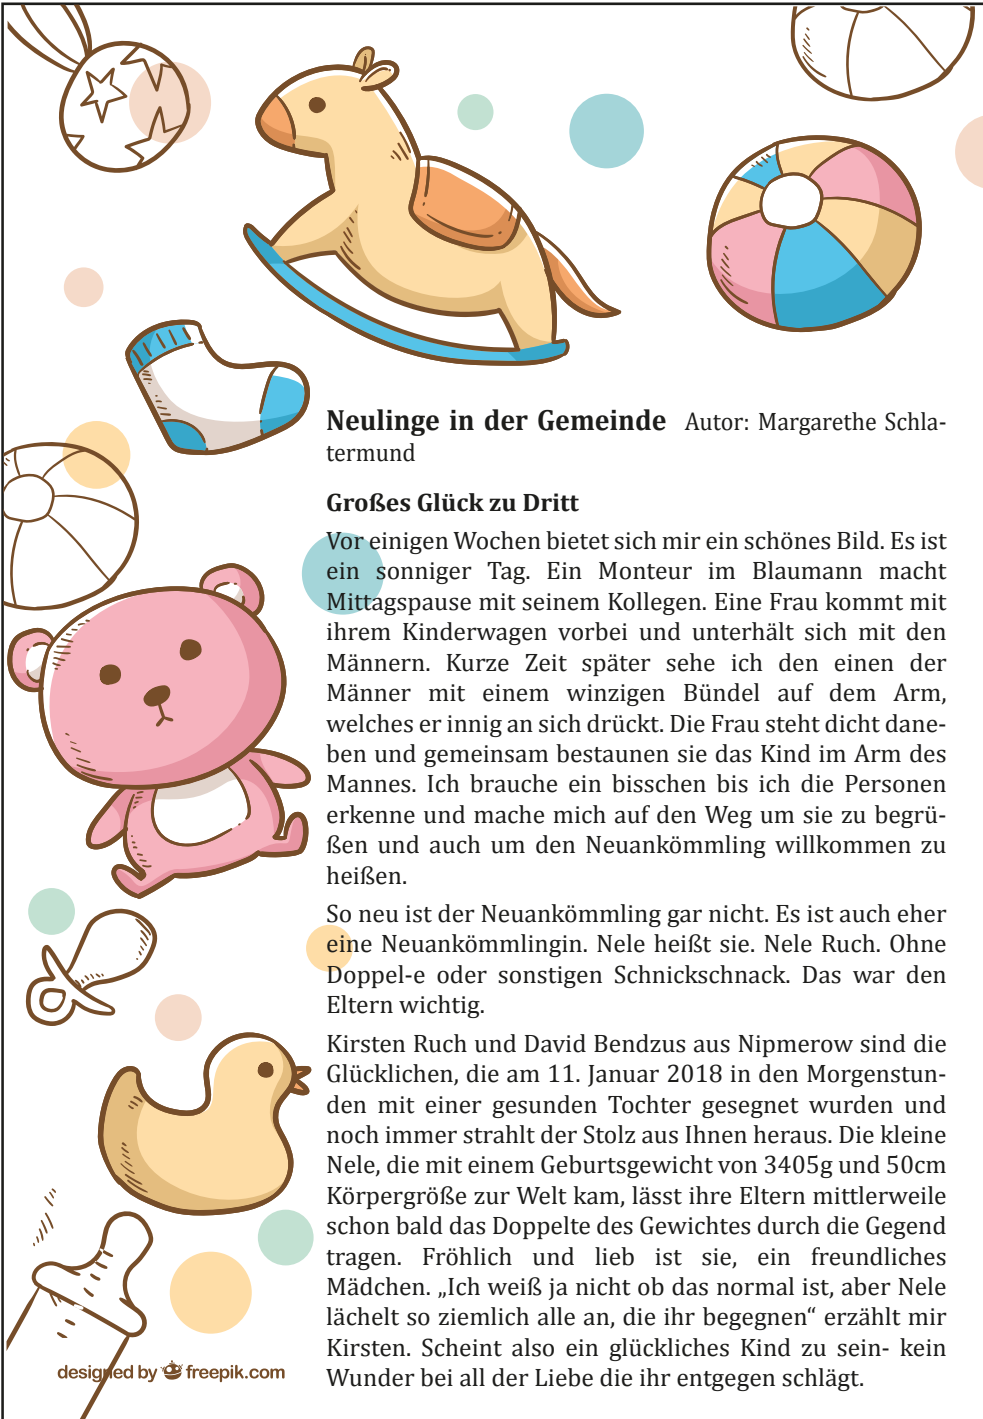 Neulinge in der Gemeinde Autor: Margarethe Schla-
termund
Großes Glück zu Dritt
Vor einigen Wochen bietet sich mir ein schönes Bild. Es ist
ein sonniger Tag. Ein Monteur im Blaumann macht
Mittagspause mit seinem Kollegen. Eine Frau kommt mit
ihrem Kinderwagen vorbei und unterhält sich mit den
Männern. Kurze Zeit später sehe ich den einen der
Männer mit einem winzigen Bündel auf dem Arm,
welches er innig an sich drückt. Die Frau steht dicht dane-
ben und gemeinsam bestaunen sie das Kind im Arm des
Mannes. Ich brauche ein bisschen bis ich die Personen
erkenne und mache mich auf den Weg um sie zu begrü-
ßen und auch um den Neuankömmling willkommen zu
heißen.
So neu ist der Neuankömmling gar nicht. Es ist auch eher
eine Neuankömmlingin. Nele heißt sie. Nele Ruch. Ohne
Doppel-e oder sonstigen Schnickschnack. Das war den
Eltern wichtig.
Kirsten Ruch und David Bendzus aus Nipmerow sind die
Glücklichen, die am 11. Januar 2018 in den Morgenstun-
den mit einer gesunden Tochter gesegnet wurden und
noch immer strahlt der Stolz aus Ihnen heraus. Die kleine
Nele, die mit einem Geburtsgewicht von 3405g und 50cm
Körpergröße zur Welt kam, lässt ihre Eltern mittlerweile
schon bald das Doppelte des Gewichtes durch die Gegend
tragen. Fröhlich und lieb ist sie, ein freundliches
Mädchen. „Ich weiß ja nicht ob das normal ist, aber Nele
lächelt so ziemlich alle an, die ihr begegnen“ erzählt mir
Kirsten. Scheint also ein glückliches Kind zu sein- kein
Wunder bei all der Liebe die ihr entgegen schlägt.
designed by freepik.com